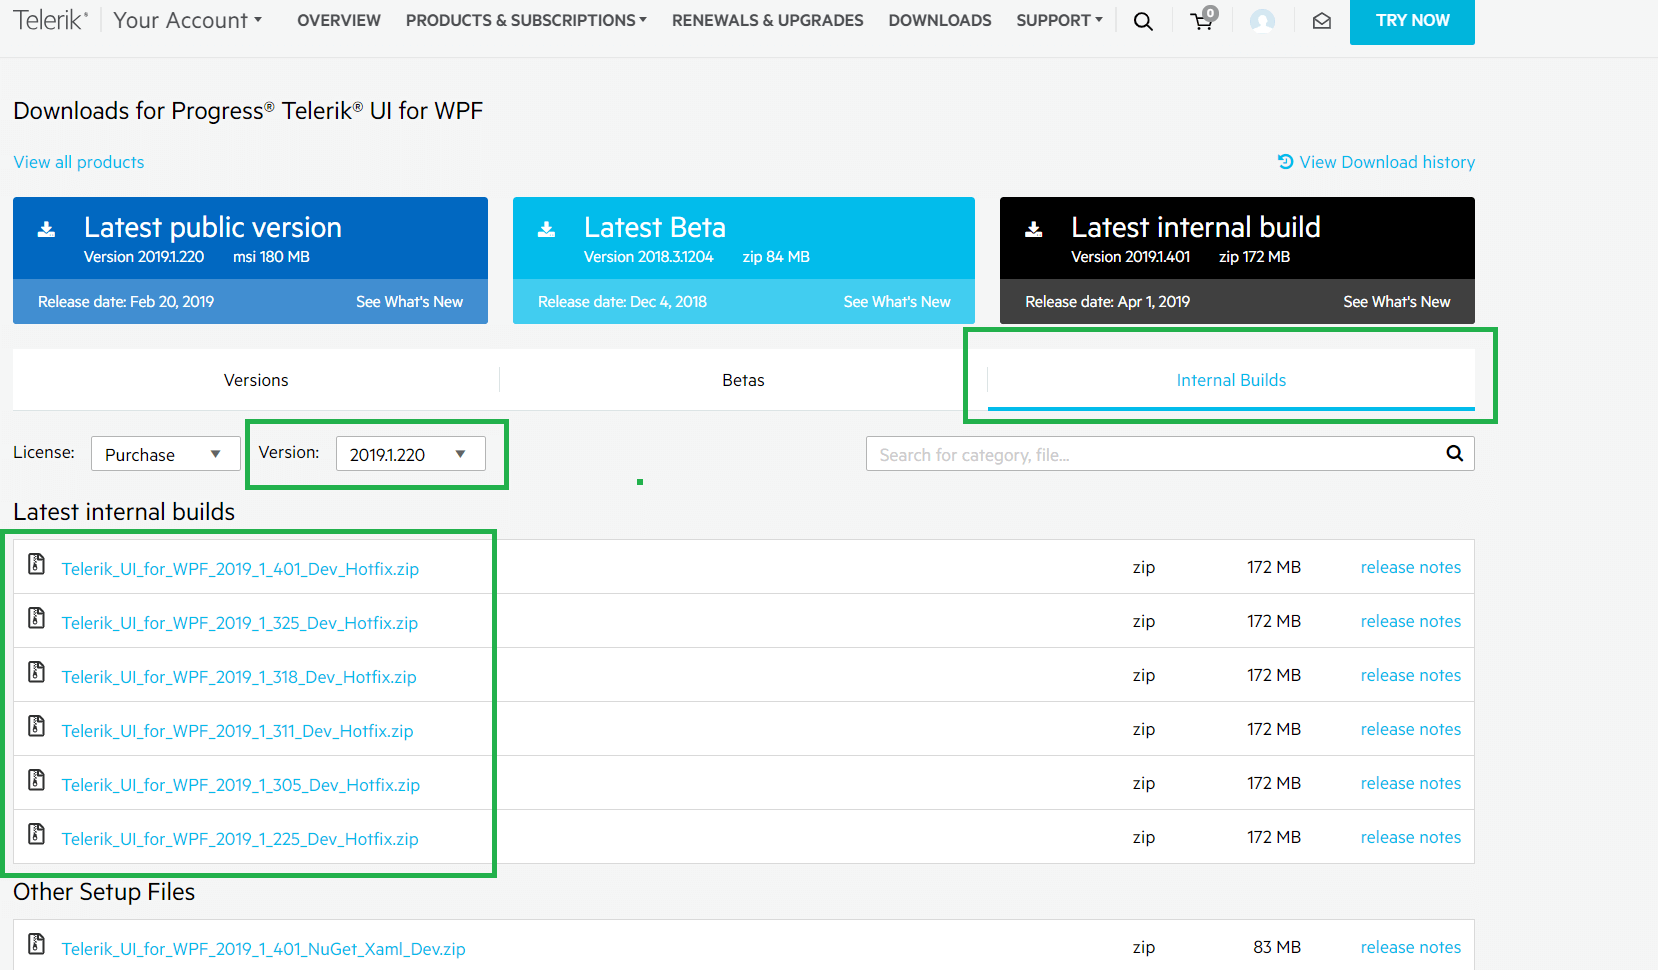 Telerik® Your Account OVERVIEW PRODUCTS & SUBSCRIPTIONS RENEWALS & UPGRADES DOWNLOADS SUPPORT 0 TRY NOW
Downloads for Progress® Telerik® UI for WPF
View all products View Download history
Latest public version
Version 2019.1.220 msi 180 MB
Release date: Feb 20, 2019 See What's New
Latest Beta
Version 2018.3.1204 zip 84 MB
Release date: Dec 4, 2018 See What's New
Latest internal build
Version 2019.1.401 zip 172 MB
Release date: Apr 1, 2019 See What's New
Versions Betas Internal Builds
License: Purchase Version: 2019.1.220 Search for category, file...
Latest internal builds
Telerik_UI_for_WPF_2019_1_401_Dev_Hotfix.zip zip 172 MB release notes
Telerik_UI_for_WPF_2019_1_325_Dev_Hotfix.zip zip 172 MB release notes
Telerik_UI_for_WPF_2019_1_318_Dev_Hotfix.zip zip 172 MB release notes
Telerik_UI_for_WPF_2019_1_311_Dev_Hotfix.zip zip 172 MB release notes
Telerik_UI_for_WPF_2019_1_305_Dev_Hotfix.zip zip 172 MB release notes
Telerik_UI_for_WPF_2019_1_225_Dev_Hotfix.zip zip 172 MB release notes
Other Setup Files
Telerik_UI_for_WPF_2019_1_401_NuGet_Xaml_Dev.zip zip 83 MB release notes